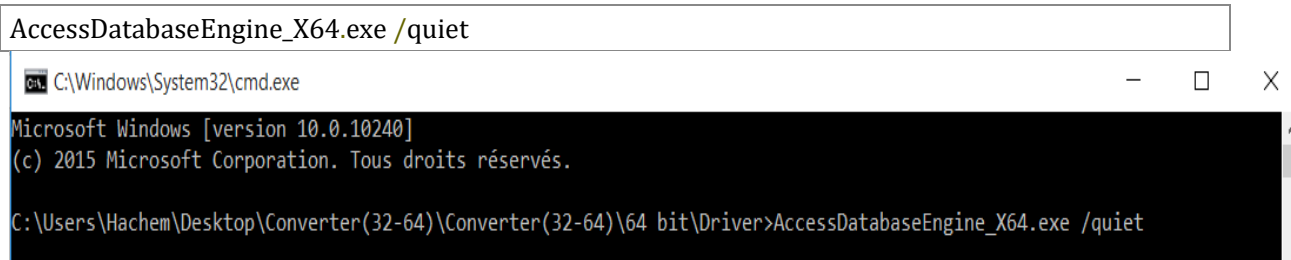 AccessDatabaseEngine_X64.exe /quiet
C:\Windows\System32\cmd.exe
Microsoft Windows [version 10.0.10240]
(c) 2015 Microsoft Corporation. Tous droits réservés.
C:\Users\Hachem\Desktop\Converter(32-64)\Converter(32-64)\64 bit\Driver>AccessDatabaseEngine_X64.exe /quiet